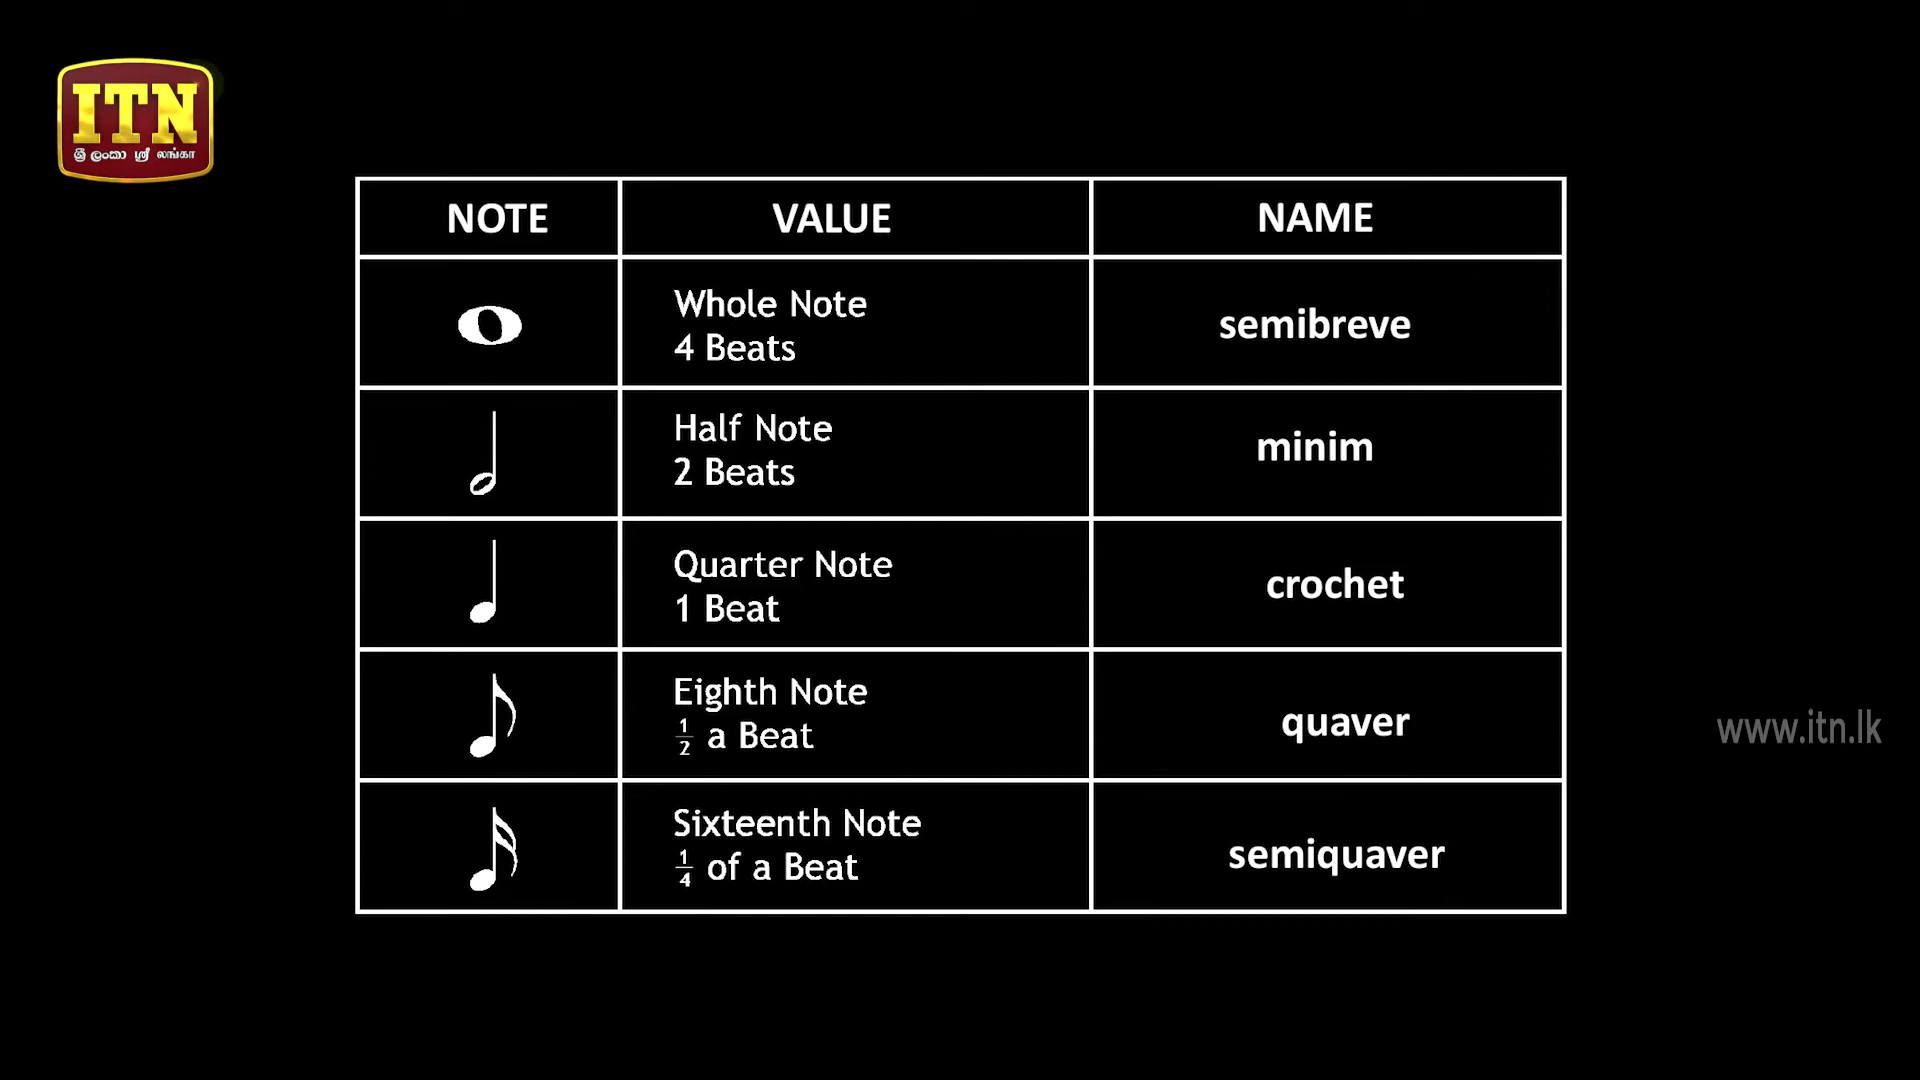 ITN
ශ්‍රී ලංකා ஸ்ரீ லங்கா
NOTE VALUE NAME
Whole Note
4 Beats
semibreve
Half Note
2 Beats
minim
Quarter Note
1 Beat
crochet
Eighth Note
1/2 a Beat
quaver
Sixteenth Note
1/4 of a Beat
semiquaver
www.itn.lk